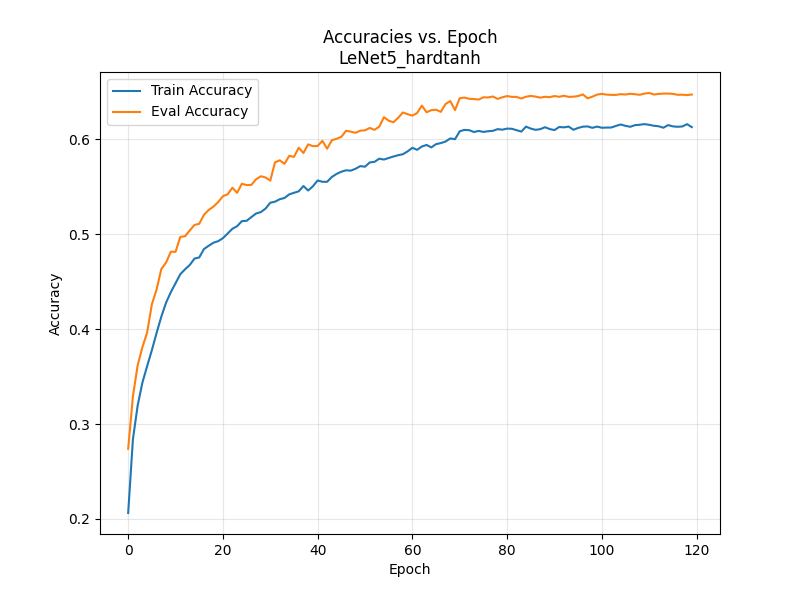 Accuracies vs. Epoch
LeNet5_hardtanh
Train Accuracy
Eval Accuracy
0.6
0.5
0.4
0.3
0.2
Accuracy
0 20 40 60 80 100 120
Epoch